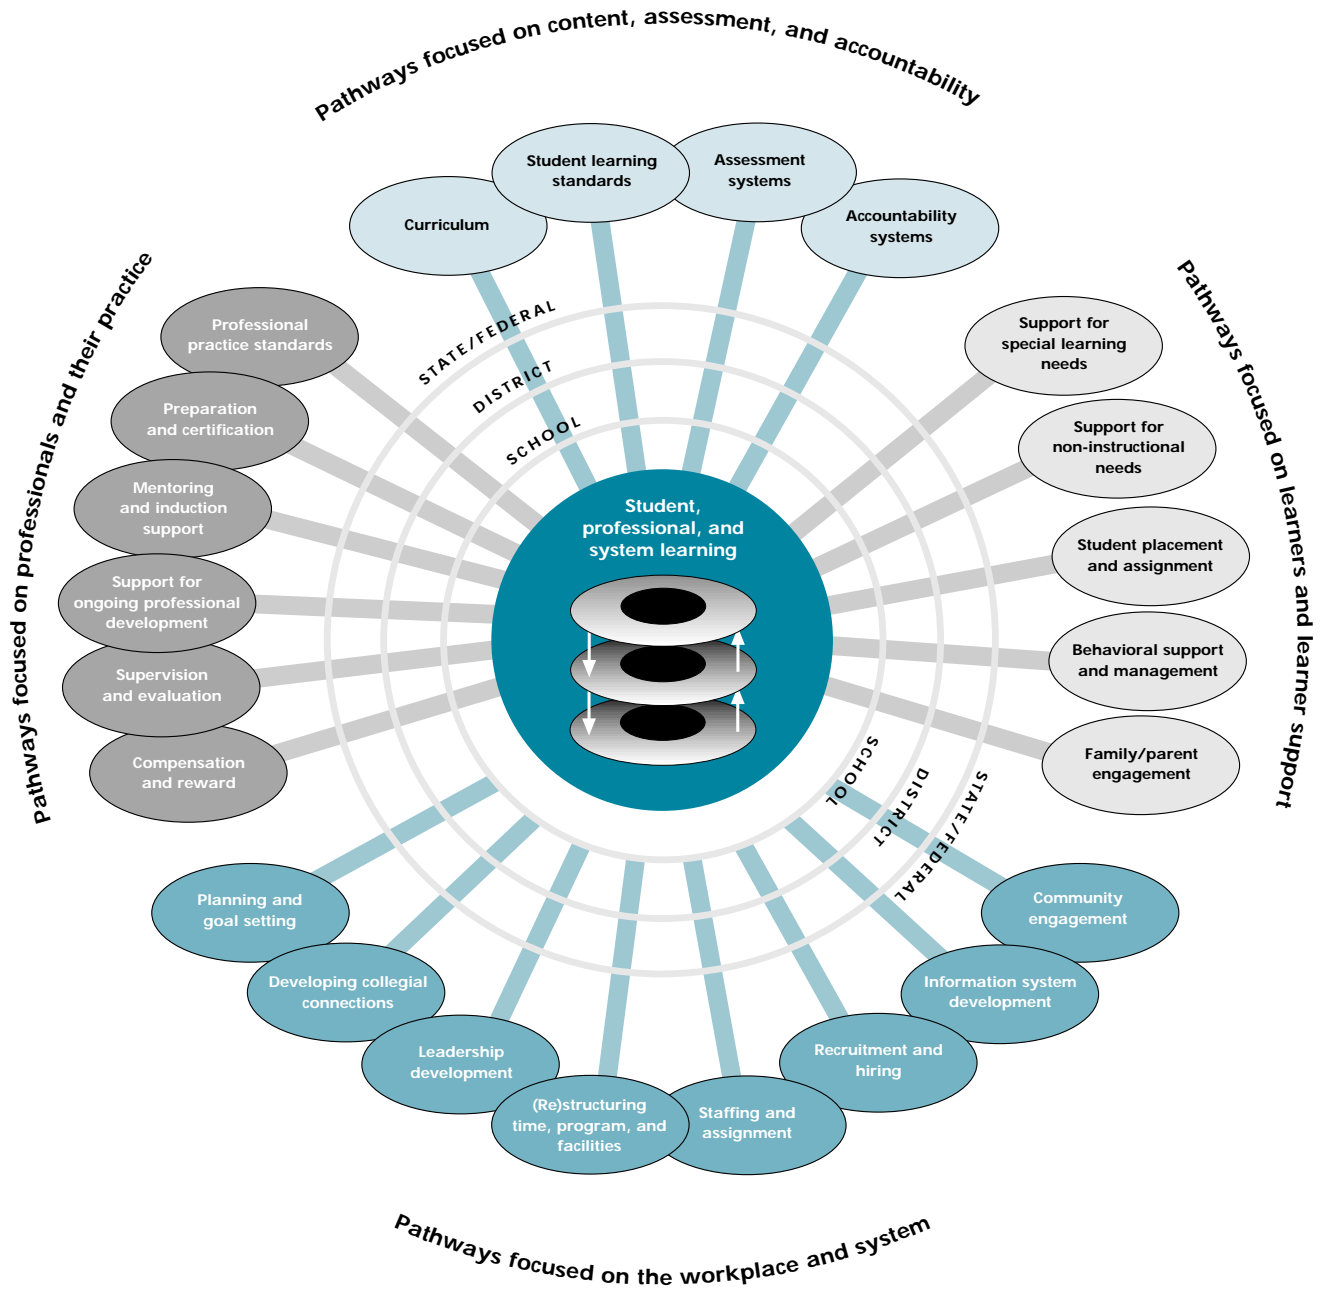 Pathways focused on content, assessment, and accountability
Student learning
standards
Assessment
systems
Curriculum
Accountability
systems
Pathways focused on professionals and their practice
Professional
practice standards
Preparation
and certification
Mentoring
and induction
support
Support for
ongoing professional
development
Supervision
and evaluation
Compensation
and reward
STATE/FEDERAL
DISTRICT
SCHOOL
Student,
professional, and
system learning
Pathways focused on learners and learner support
Support for
special learning
needs
Support for
non-instructional
needs
Student placement
and assignment
Behavioral support
and management
Family/parent
engagement
SCHOOL
DISTRICT
STATE/FEDERAL
Planning and
goal setting
Developing collegial
connections
Leadership
development
(Re)structuring
time, program, and
facilities
Staffing and
assignment
Recruitment and
hiring
Information system
development
Community
engagement
Pathways focused on the workplace and system